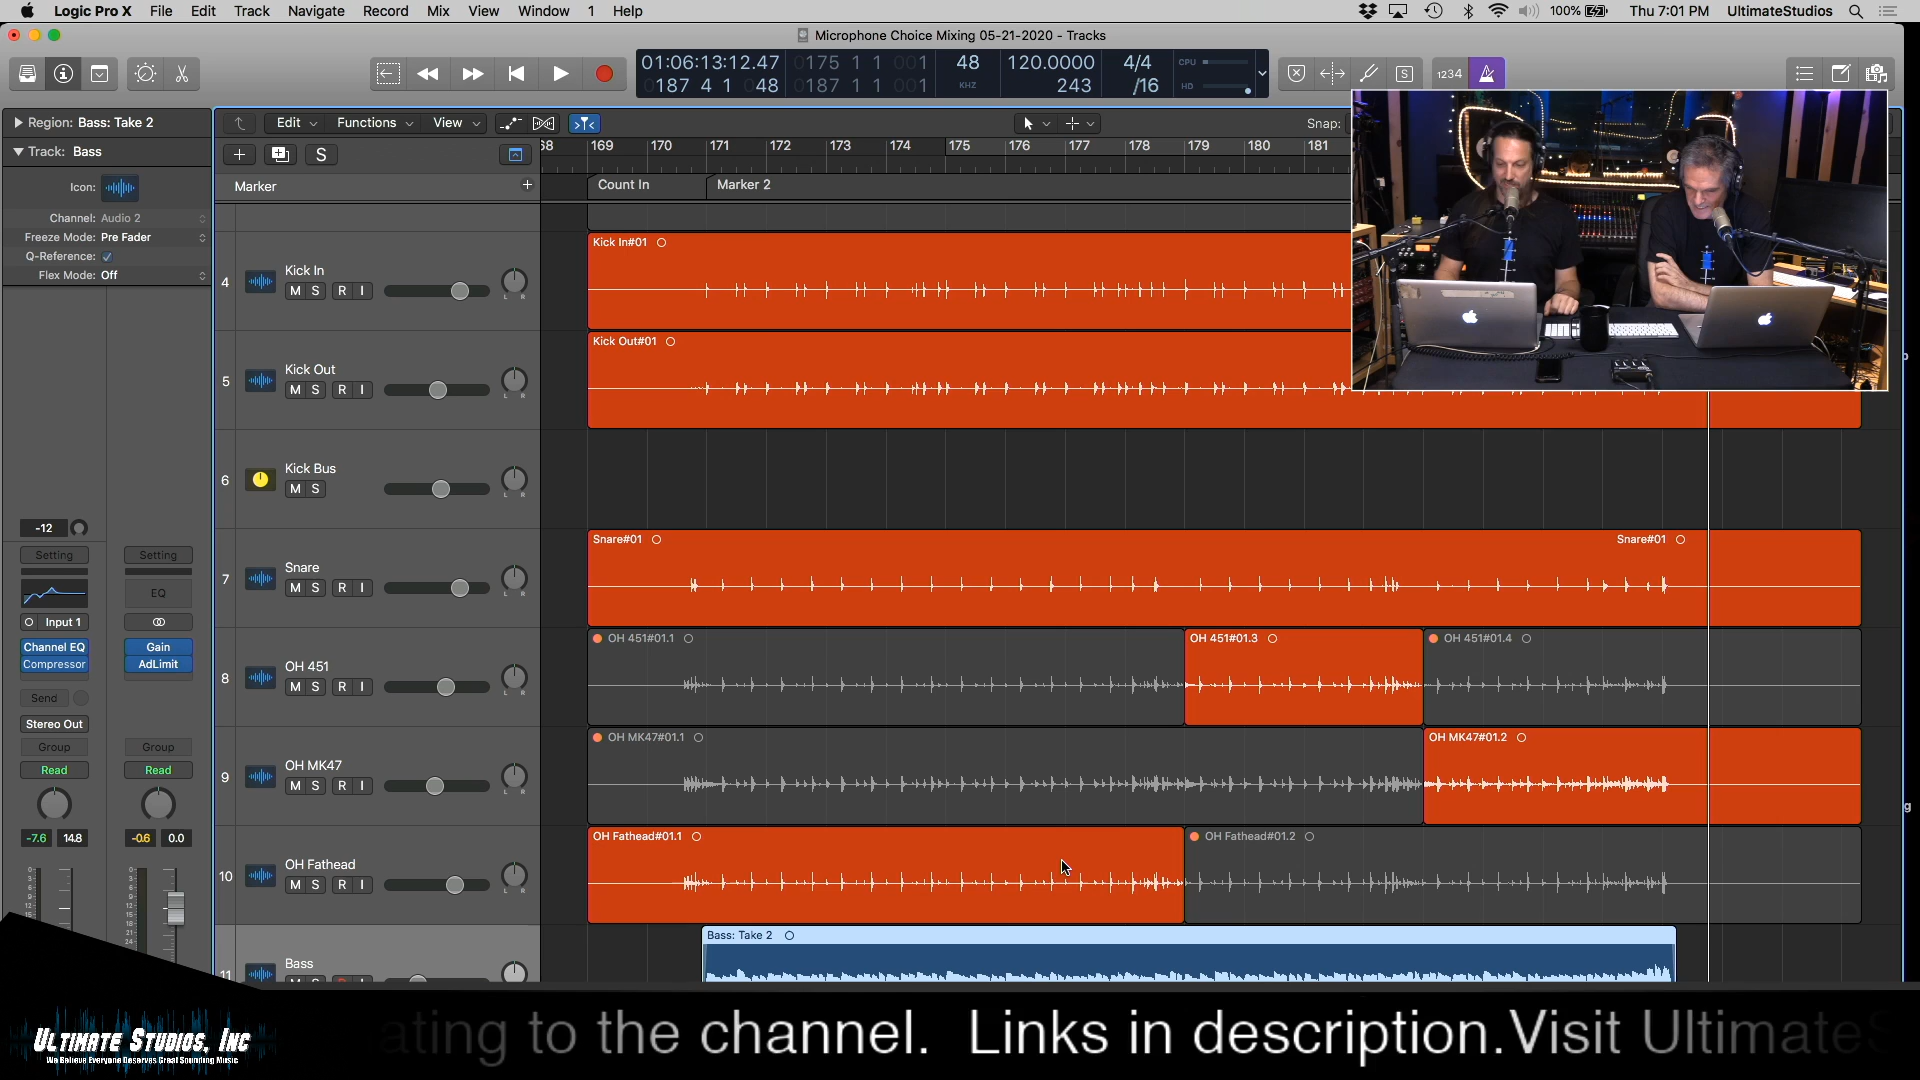 Logic Pro X File Edit Track Navigate Record Mix View Window 1 Help 100% Thu 7:01 PM UltimateStudios
Microphone Choice Mixing 05-21-2020 - Tracks
01:06:13:12.47 0175 1 1 001 48 120.0000 4/4 CPU
0187 4 1 048 0187 1 1 001 KHZ 243 /16 HD
1234
Region: Bass: Take 2 Edit Functions View Snap:
Track: Bass
S
168 169 170 171 172 173 174 175 176 177 178 179 180 181
Marker + Count In Marker 2
Icon:
Channel: Audio 2
Freeze Mode: Pre Fader
Q-Reference:
Flex Mode: Off
Kick In#01
4 Kick In
M S R I L R
Kick Out#01
5 Kick Out
M S R I L R
6 Kick Bus
M S L R
-12
Setting Setting
EQ
Input 1
Channel EQ Gain
Compressor AdLimit
Send
Stereo Out
Group Group
Read Read
-7.6 14.8 -0.6 0.0
Snare#01 Snare#01
7 Snare
M S R I L R
OH 451#01.1 OH 451#01.3 OH 451#01.4
8 OH 451
M S R I L R
OH MK47#01.1 OH MK47#01.2
9 OH MK47
M S R I L R
OH Fathead#01.1 OH Fathead#01.2
10 OH Fathead
M S R I L R
Bass: Take 2
11 Bass
ULTIMATE STUDIOS, INC
We Believe Everyone Deserves Great Sounding Music
ating to the channel. Links in description. Visit UltimateS